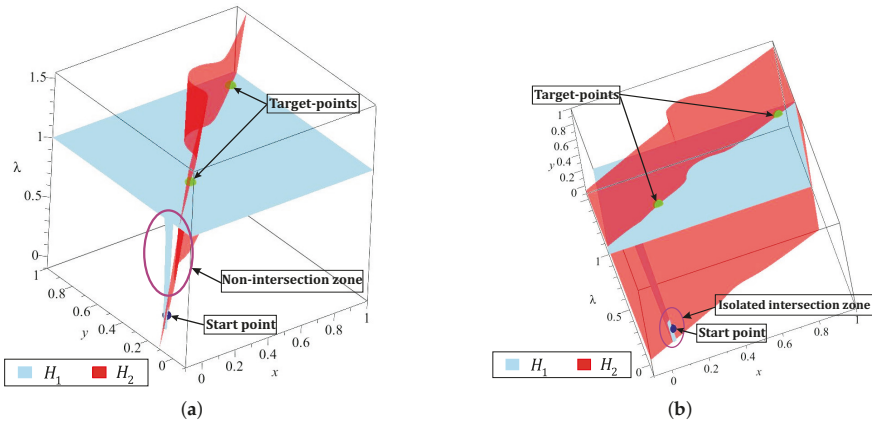 1.5
1
λ
0.5
0
1
0.8
0.6
y
0.4
0.2
0
0
0.2
0.4
0.6
0.8
1
x
Target-points
Non-intersection zone
Start point
H₁ H₂
(a)
Target-points
1
0.8
0.6
y 0.4
0.2
0
1
λ
0.5
0
0
0.2
0.4
0.6
0.8
1
x
Isolated intersection zone
Start point
H₁ H₂
(b)